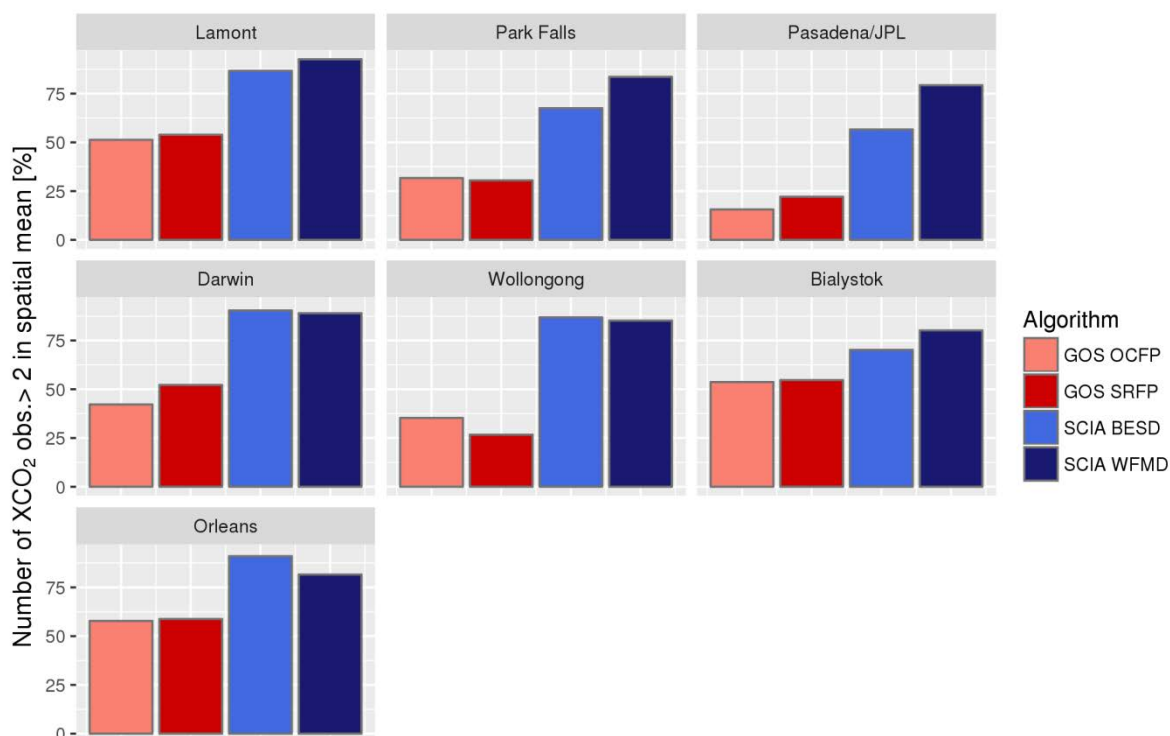 Lamont
Park Falls
Pasadena/JPL
75
50
25
0
Darwin
Wollongong
Bialystok
75
50
25
0
Orleans
75
50
25
0
Number of XCO₂ obs.> 2 in spatial mean [%]
Algorithm
GOS OCFP
GOS SRFP
SCIA BESD
SCIA WFMD